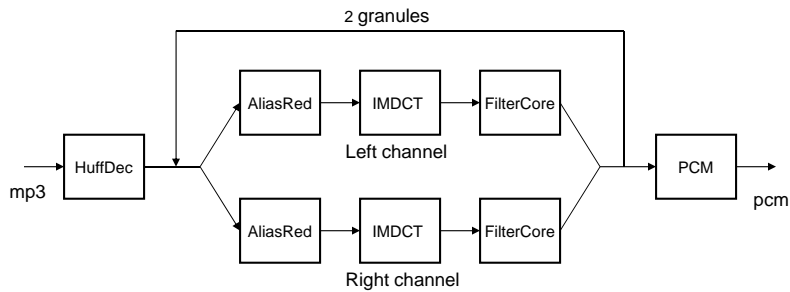 2 granules
AliasRed
IMDCT
FilterCore
Left channel
mp3
HuffDec
PCM
pcm
AliasRed
IMDCT
FilterCore
Right channel